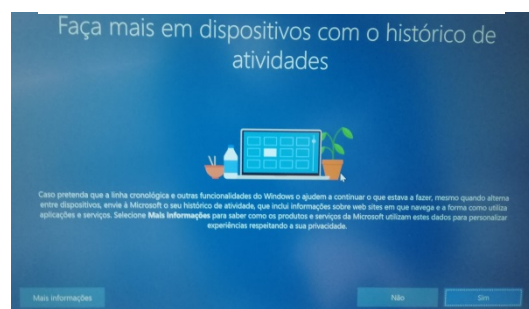 Faça mais em dispositivos com o histórico de
atividades
Caso pretenda que a linha cronológica e outras funcionalidades do Windows o ajudem a continuar o que estava a fazer, mesmo quando alterna
entre dispositivos, envie à Microsoft o seu histórico de atividade, que inclui informações sobre web sites em que navega e a forma como utiliza
aplicações e serviços. Selecione Mais Informações para saber como os produtos e serviços da Microsoft utilizam estes dados para personalizar
experiências respeitando a sua privacidade.
Mais informações
Não
Sim